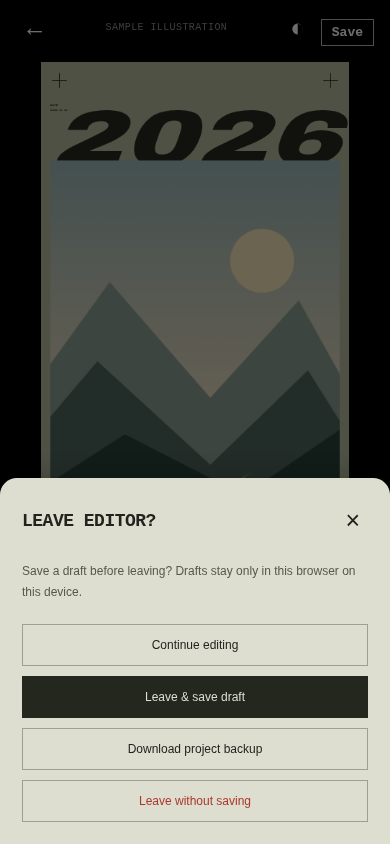 ←
SAMPLE ILLUSTRATION
Save
2026
LEAVE EDITOR?
×
Save a draft before leaving? Drafts stay only in this browser on
this device.
Continue editing
Leave & save draft
Download project backup
Leave without saving